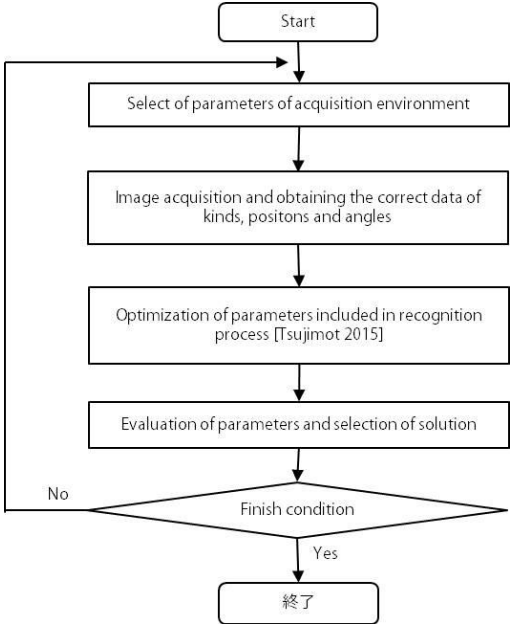 Start
Select of parameters of acquisition environment
Image acquisition and obtaining the correct data of
kinds, positons and angles
Optimization of parameters included in recognition
process [Tsujimot 2015]
Evaluation of parameters and selection of solution
No
Finish condition
Yes
終了